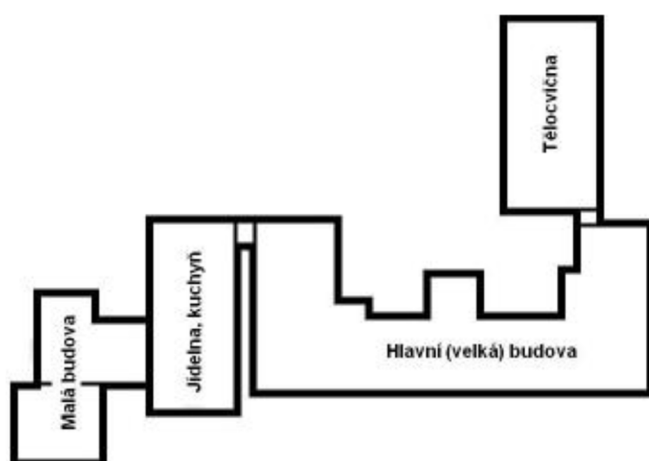 Tělocvična
Jídelna, kuchyň
Malá budova
Hlavní (velká) budova